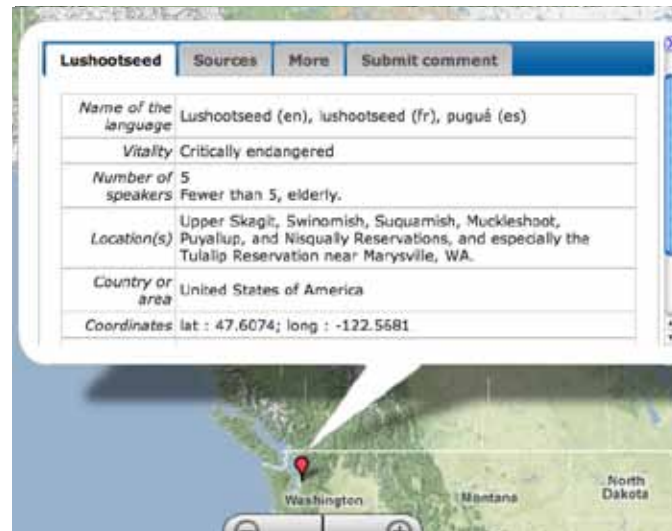 Lushootseed Sources More Submit comment
Name of the language Lushootseed (en), lushootseed (fr), pugué (es)
Vitality Critically endangered
Number of speakers 5
Fewer than 5, elderly.
Location(s) Upper Skagit, Swinomish, Suquamish, Muckleshoot,
Puyallup, and Nisqually Reservations, and especially the
Tulalip Reservation near Marysville, WA.
Country or area United States of America
Coordinates lat : 47.6074; long : -122.5681
Washington Montana North
Dakota